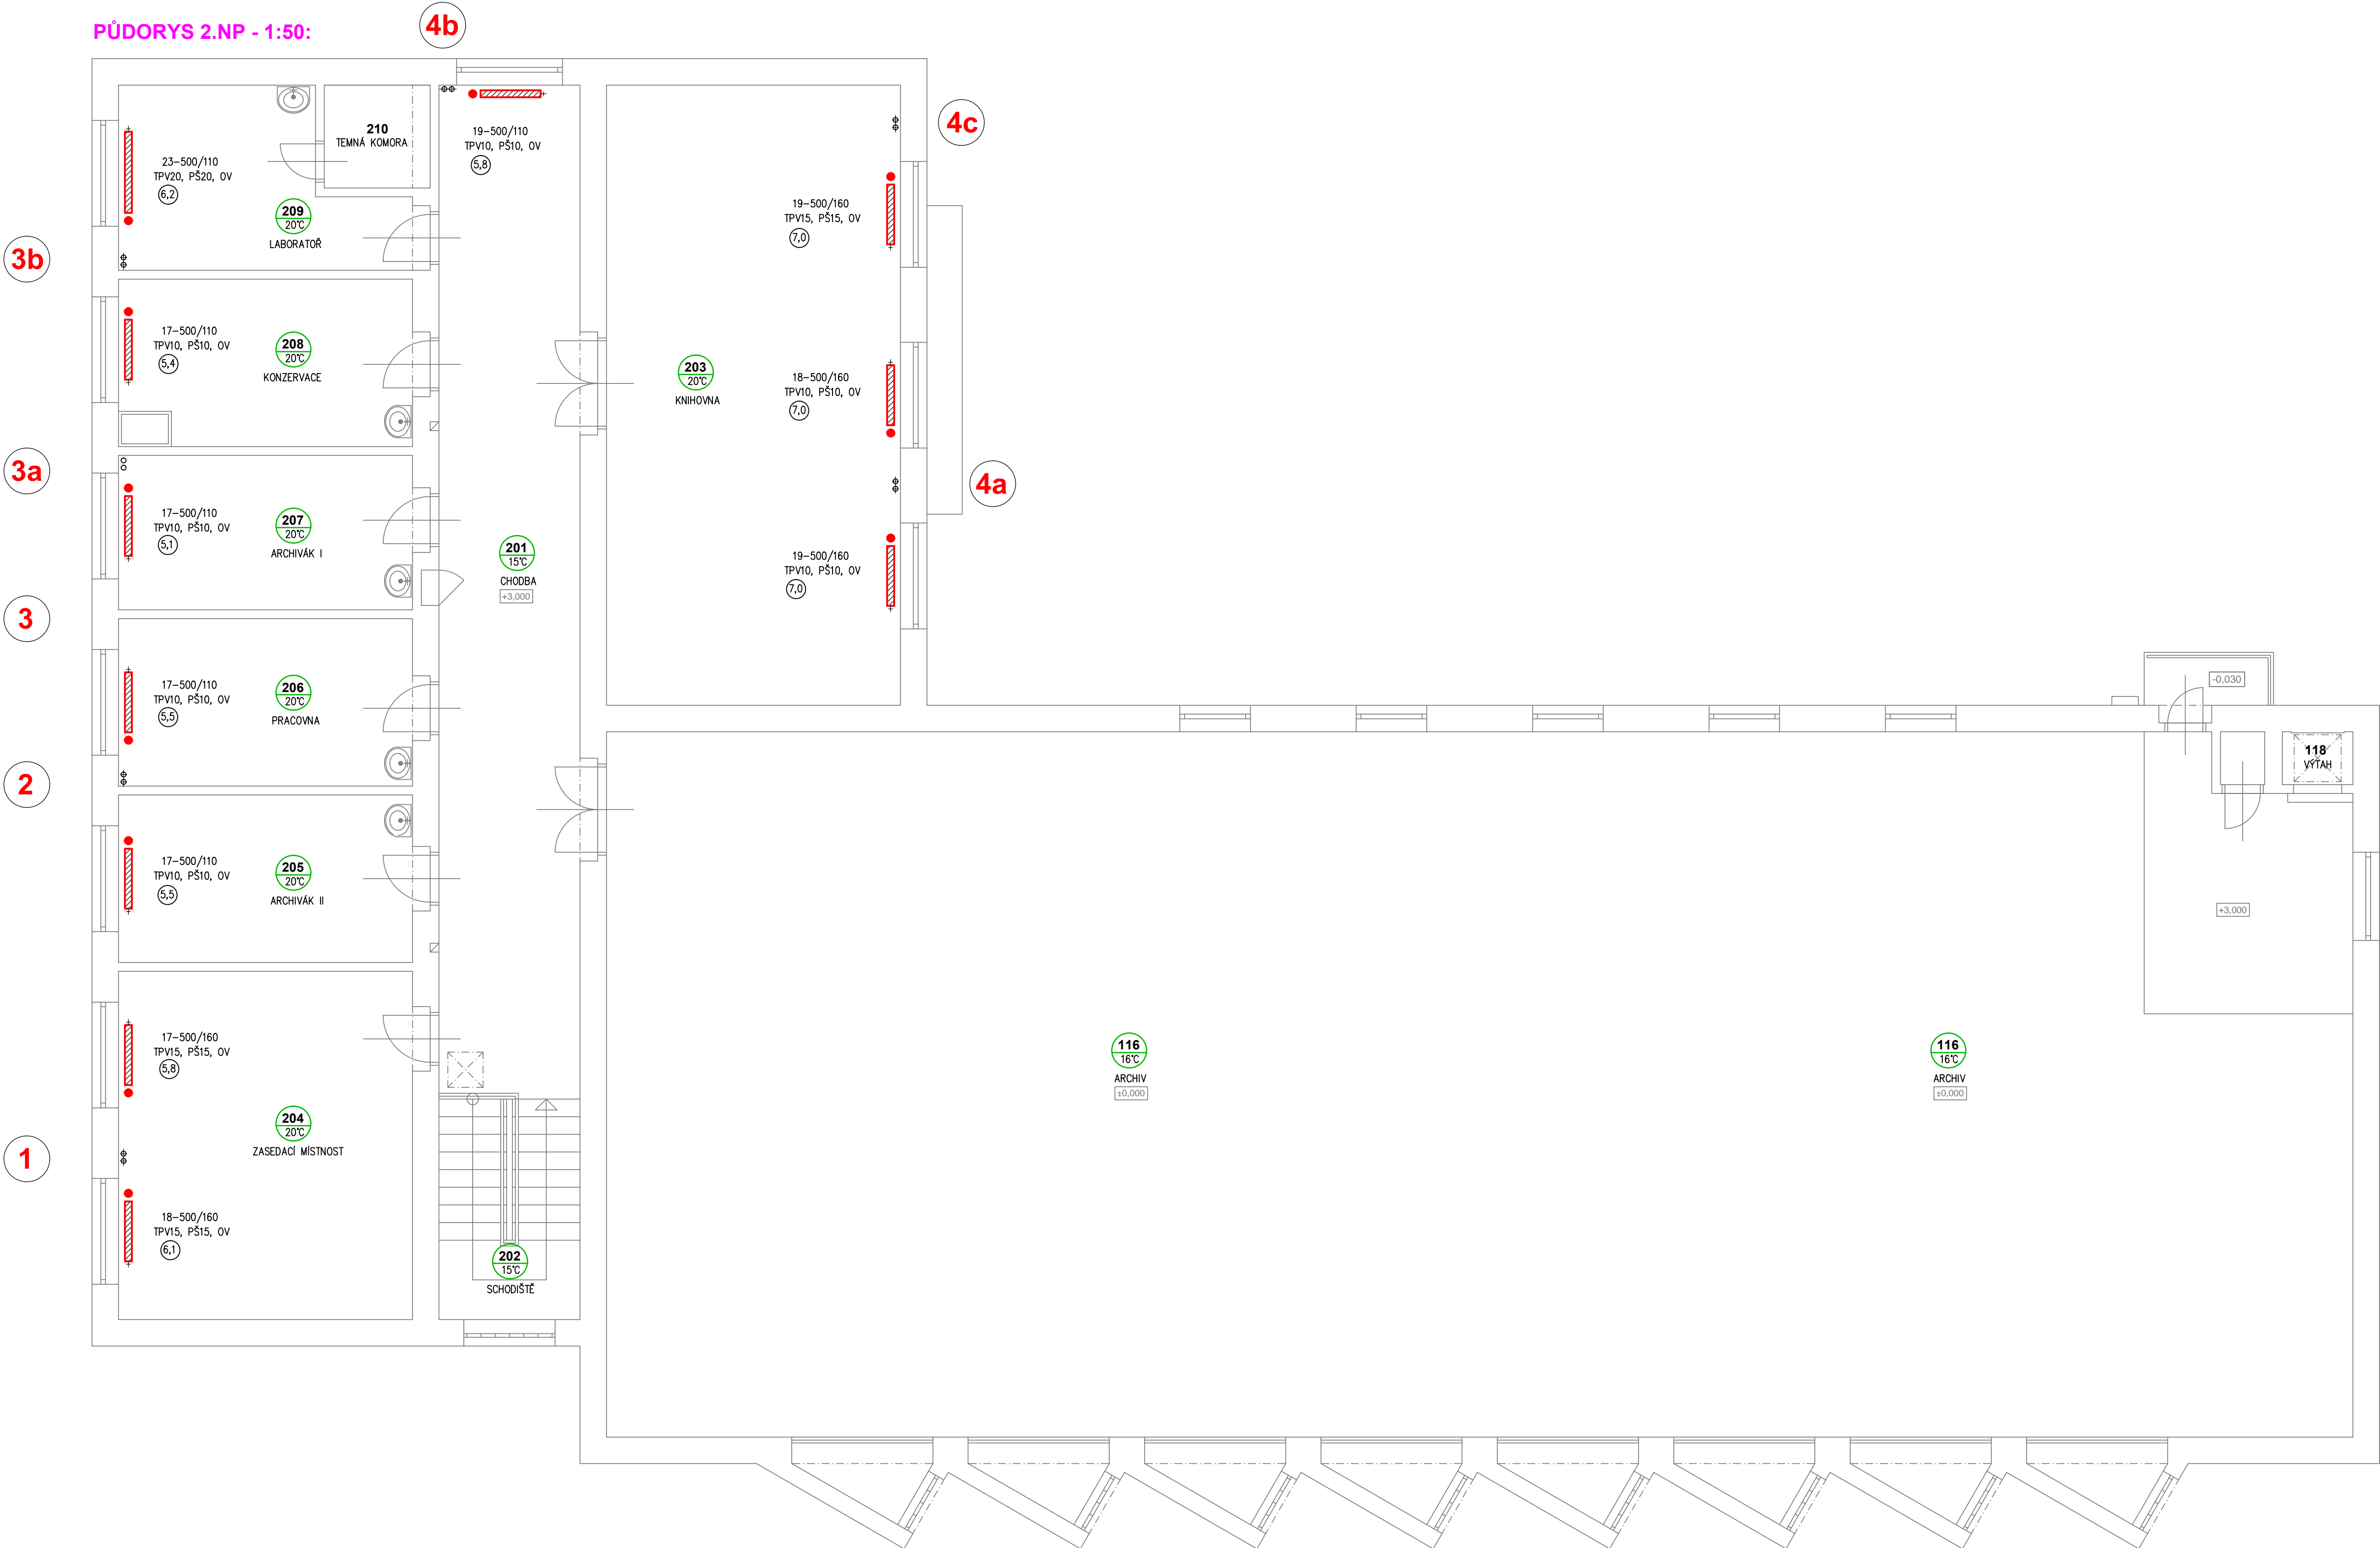 PŮDORYS 2.NP - 1:50:
4b
4c
3b
3a
3
2
1
4a
23-500/110
TPV20, PŠ20, OV
6,2
209
20°C
LABORATOŘ
210
TEMNÁ KOMORA
19-500/110
TPV10, PŠ10, OV
5,8
19-500/160
TPV15, PŠ15, OV
7,0
17-500/110
TPV10, PŠ10, OV
5,4
208
20°C
KONZERVACE
203
20°C
KNIHOVNA
18-500/160
TPV10, PŠ10, OV
7,0
17-500/110
TPV10, PŠ10, OV
5,1
207
20°C
ARCHIVÁK I
201
15°C
CHODBA
+3,000
19-500/160
TPV10, PŠ10, OV
7,0
17-500/110
TPV10, PŠ10, OV
5,5
206
20°C
PRACOVNA
-0,030
118
VÝTAH
17-500/110
TPV10, PŠ10, OV
5,5
205
20°C
ARCHIVÁK II
+3,000
17-500/160
TPV15, PŠ15, OV
5,8
204
20°C
ZASEDACÍ MÍSTNOST
116
16°C
ARCHIV
±0,000
116
16°C
ARCHIV
±0,000
18-500/160
TPV15, PŠ15, OV
6,1
202
15°C
SCHODIŠTĚ